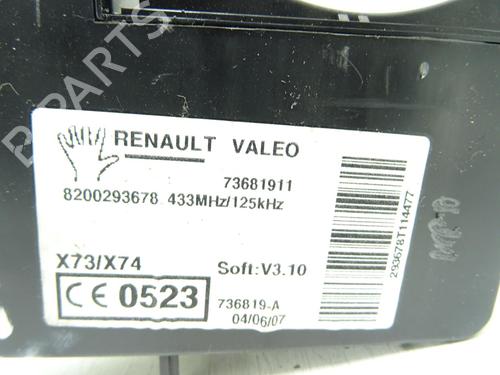 B PARTS
RENAULT VALEO
73681911
8200293678 433MHz/125kHz
X73/X74
Soft:V3.10
CE 0523
736819-A
04/06/07
293678T114477